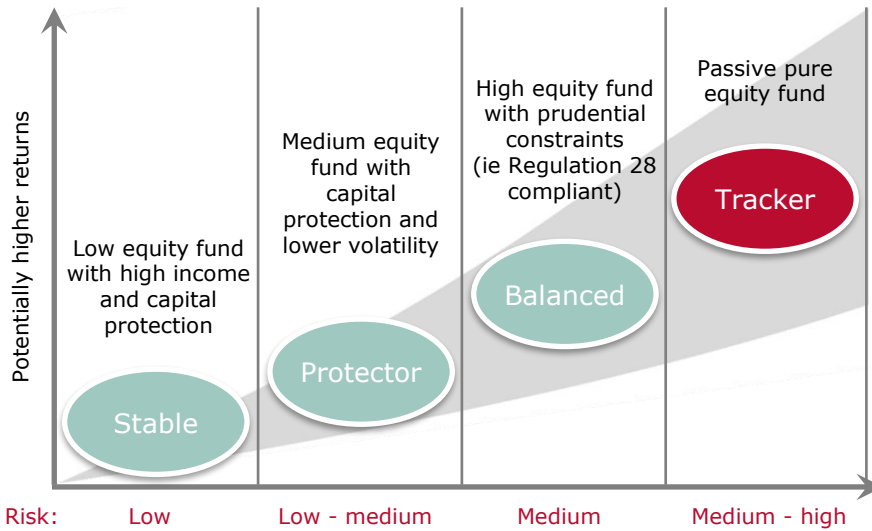 Potentially higher returns
Low equity fund
with high income
and capital
protection
Stable
Medium equity
fund with
capital
protection and
lower volatility
Protector
High equity fund
with prudential
constraints
(ie Regulation 28
compliant)
Balanced
Passive pure
equity fund
Tracker
Risk: Low Low - medium Medium Medium - high